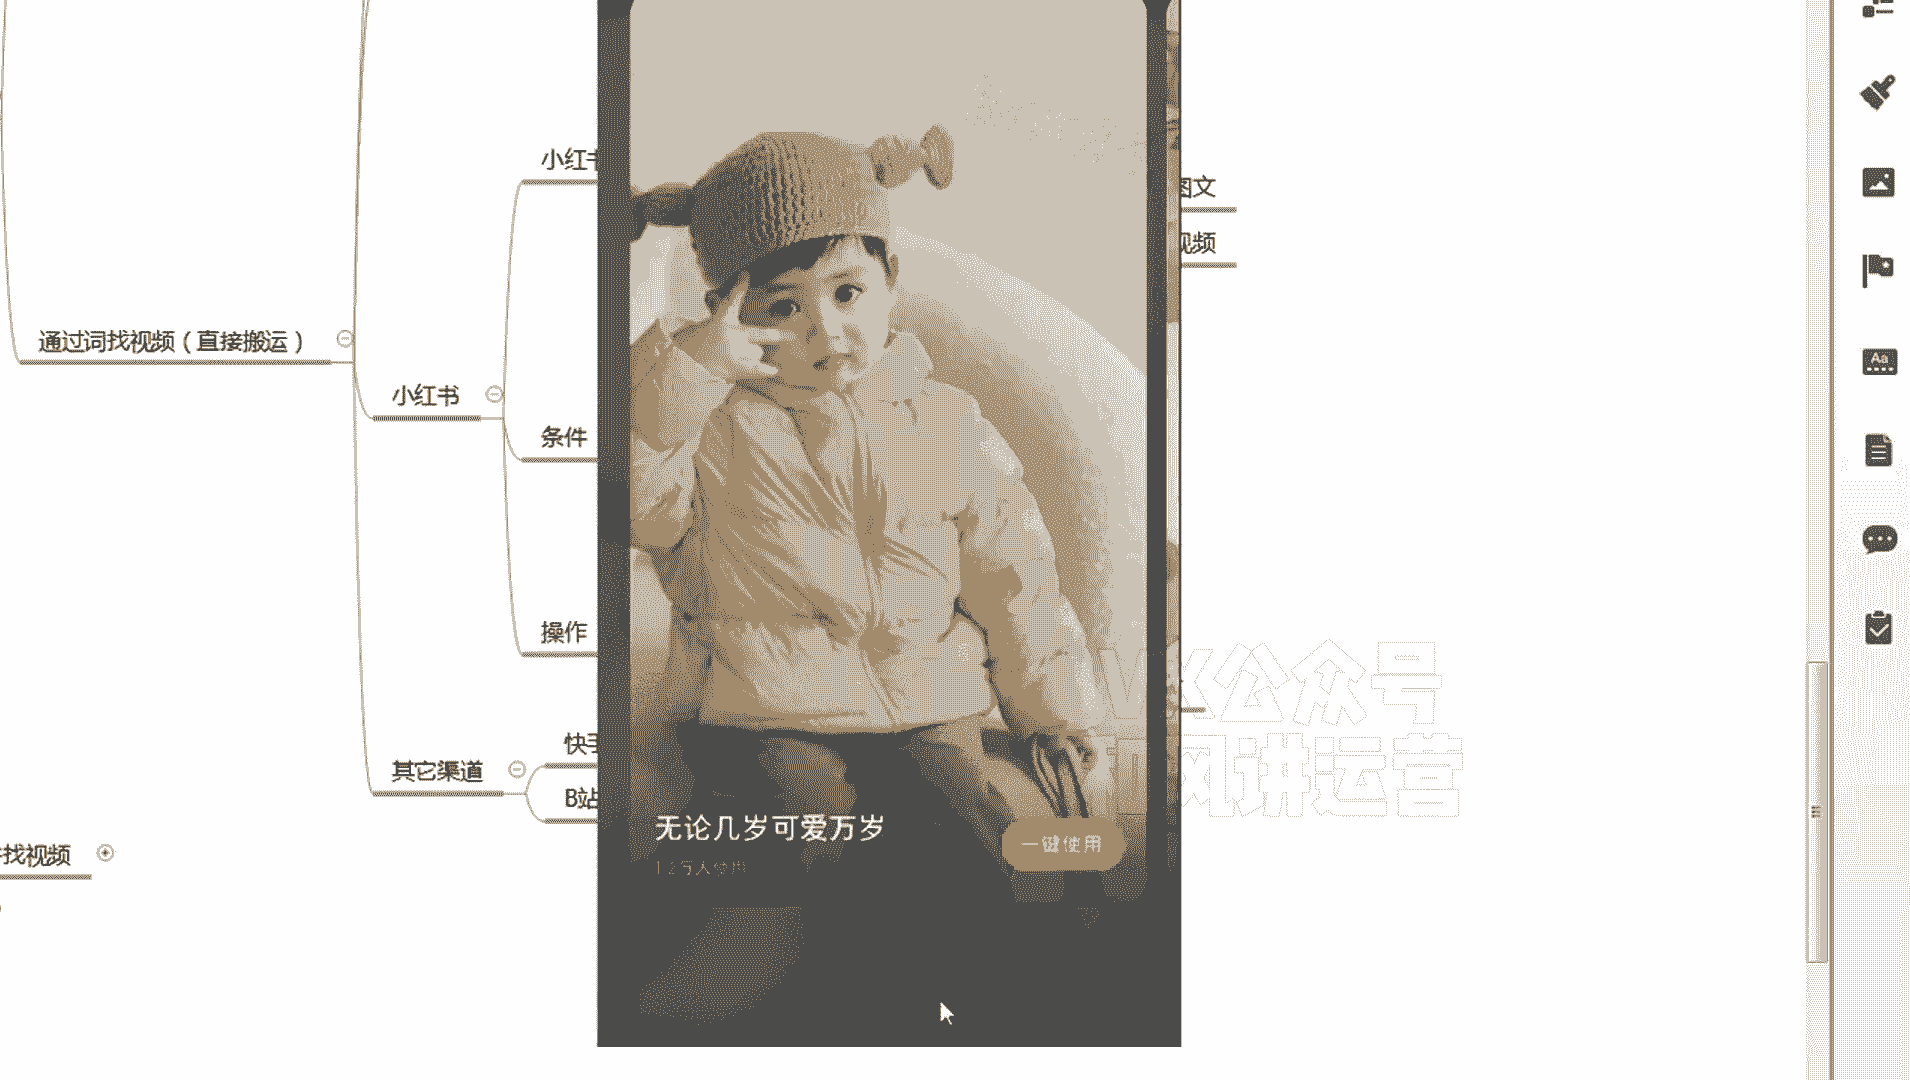 小红书
图文
视频
通过词找视频（直接搬运）
小红书
条件
操作
快手
其它渠道
B站
找视频
无论几岁可爱万岁
1.2万人使用
一键使用
公众号
风讲运营
Aa